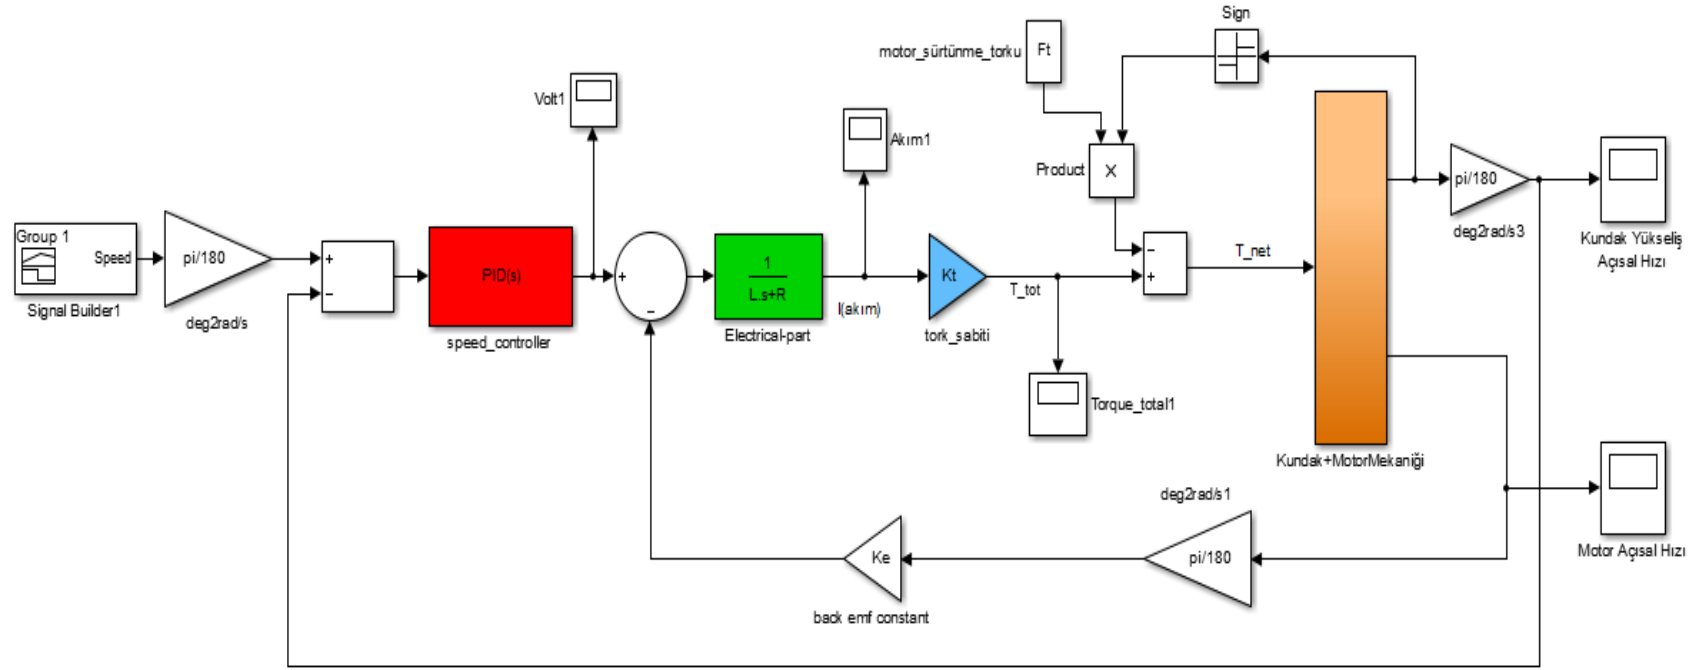 Sign
motor_sürtünme_torku
Ft
Volt1
Akım1
Product
X
pi/180
deg2rad/s3
Kundak Yükseliş
Açısal Hızı
Group 1
Speed
Signal Builder1
pi/180
deg2rad/s
+
−
PID(s)
speed_controller
+
−
1
L.s+R
Electrical-part
I(akım)
Kt
tork_sabiti
T_tot
−
+
T_net
Torque_total1
Kundak+MotorMekaniği
deg2rad/s1
pi/180
Ke
back emf constant
Motor Açısal Hızı